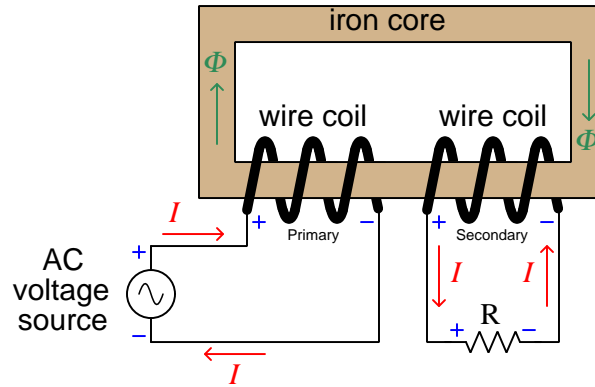 iron core
Φ
Φ
wire coil
wire coil
I
+
Primary
−
+
Secondary
−
+
AC
voltage
source
−
I
I
I
R
+
−